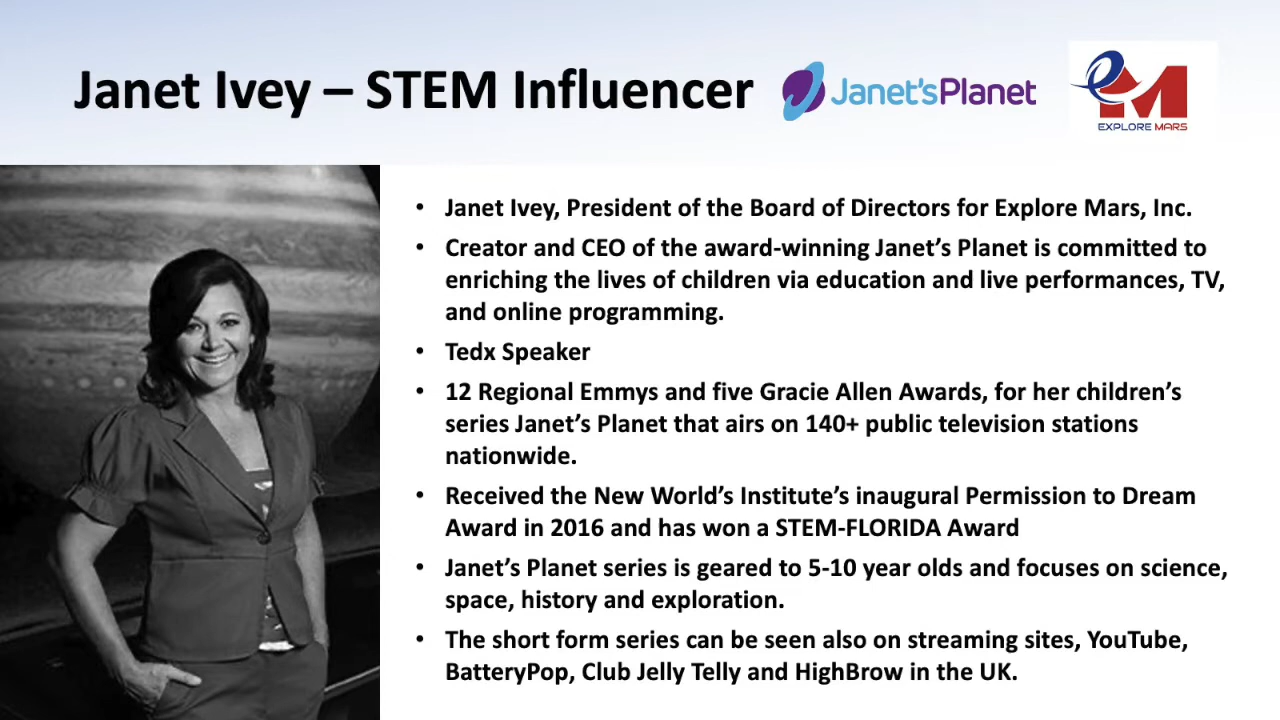 Janet Ivey – STEM Influencer
Janet'sPlanet
eM
EXPLORE MARS
• Janet Ivey, President of the Board of Directors for Explore Mars, Inc.
• Creator and CEO of the award-winning Janet's Planet is committed to
enriching the lives of children via education and live performances, TV,
and online programming.
• Tedx Speaker
• 12 Regional Emmys and five Gracie Allen Awards, for her children's
series Janet's Planet that airs on 140+ public television stations
nationwide.
• Received the New World's Institute's inaugural Permission to Dream
Award in 2016 and has won a STEM-FLORIDA Award
• Janet's Planet series is geared to 5-10 year olds and focuses on science,
space, history and exploration.
• The short form series can be seen also on streaming sites, YouTube,
BatteryPop, Club Jelly Telly and HighBrow in the UK.